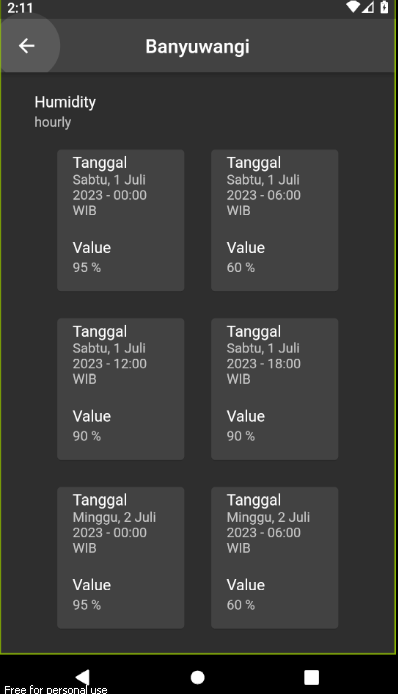 2:11
Banyuwangi
Humidity
hourly
Tanggal
Sabtu, 1 Juli
2023 - 00:00
WIB
Value
95 %
Tanggal
Sabtu, 1 Juli
2023 - 06:00
WIB
Value
60 %
Tanggal
Sabtu, 1 Juli
2023 - 12:00
WIB
Value
90 %
Tanggal
Sabtu, 1 Juli
2023 - 18:00
WIB
Value
90 %
Tanggal
Minggu, 2 Juli
2023 - 00:00
WIB
Value
95 %
Tanggal
Minggu, 2 Juli
2023 - 06:00
WIB
Value
60 %
Free for personal use